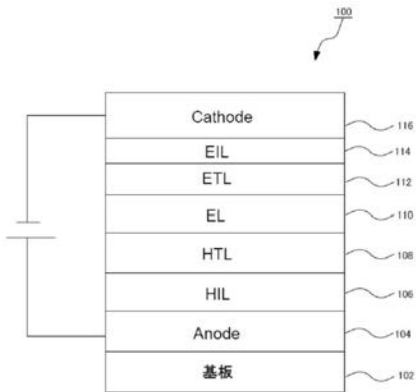 100
Cathode
116
EIL
114
ETL
112
EL
110
HTL
108
HIL
106
Anode
104
基板
102